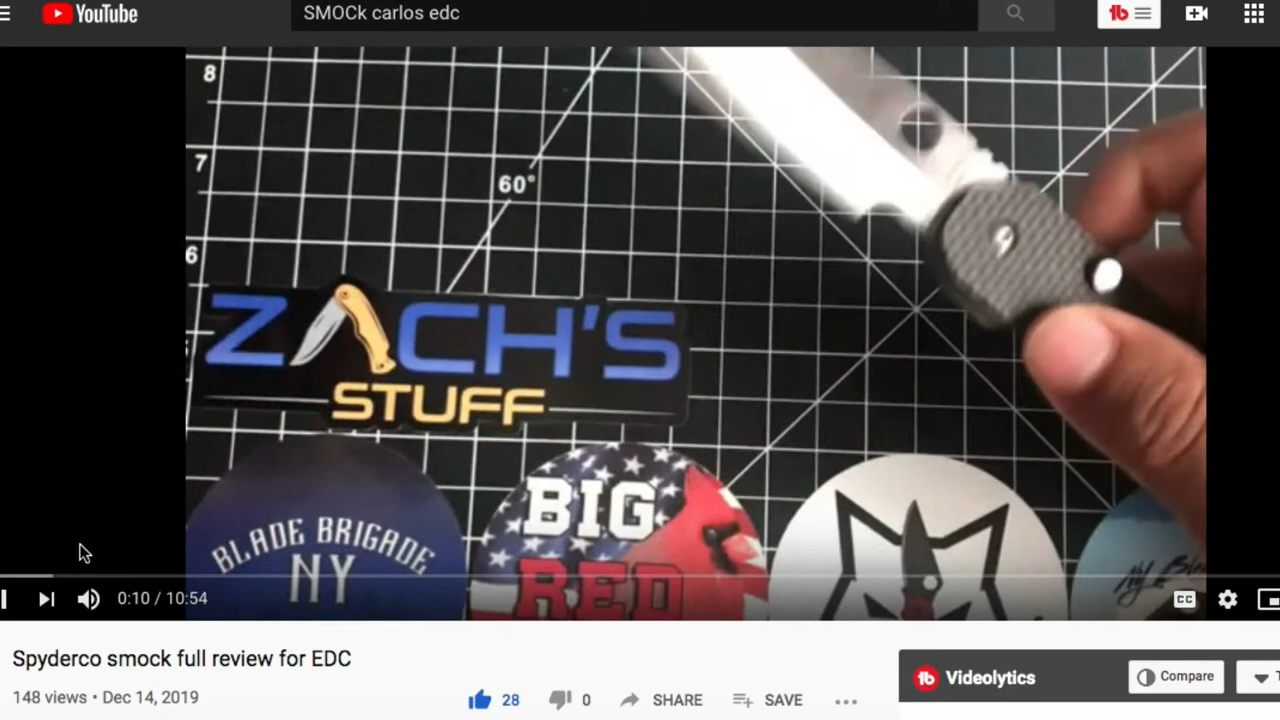 YouTube
SMOCk carlos edc
8
7
60°
6
ZACH'S
STUFF
BLADE BRIGADE
NY
BIG
RED
0:10 / 10:54
CC
Spyderco smock full review for EDC
148 views • Dec 14, 2019
28
0
SHARE
SAVE
Videolytics
Compare